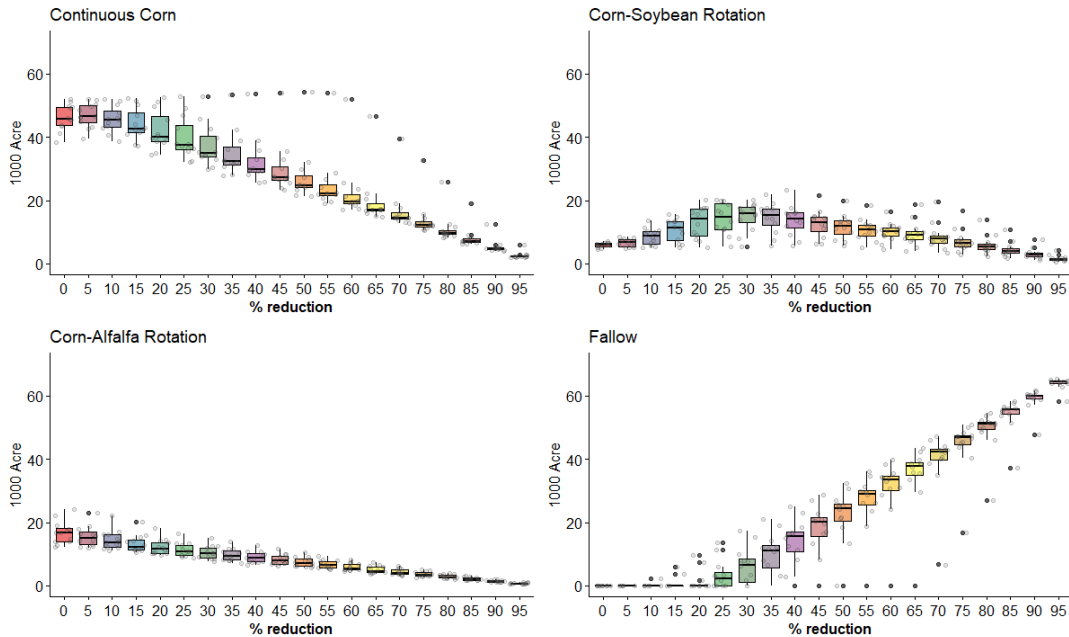 Continuous Corn
1000 Acre
60
40
20
0
0 5 10 15 20 25 30 35 40 45 50 55 60 65 70 75 80 85 90 95
% reduction
Corn-Soybean Rotation
1000 Acre
60
40
20
0
0 5 10 15 20 25 30 35 40 45 50 55 60 65 70 75 80 85 90 95
% reduction
Corn-Alfalfa Rotation
1000 Acre
60
40
20
0
0 5 10 15 20 25 30 35 40 45 50 55 60 65 70 75 80 85 90 95
% reduction
Fallow
1000 Acre
60
40
20
0
0 5 10 15 20 25 30 35 40 45 50 55 60 65 70 75 80 85 90 95
% reduction